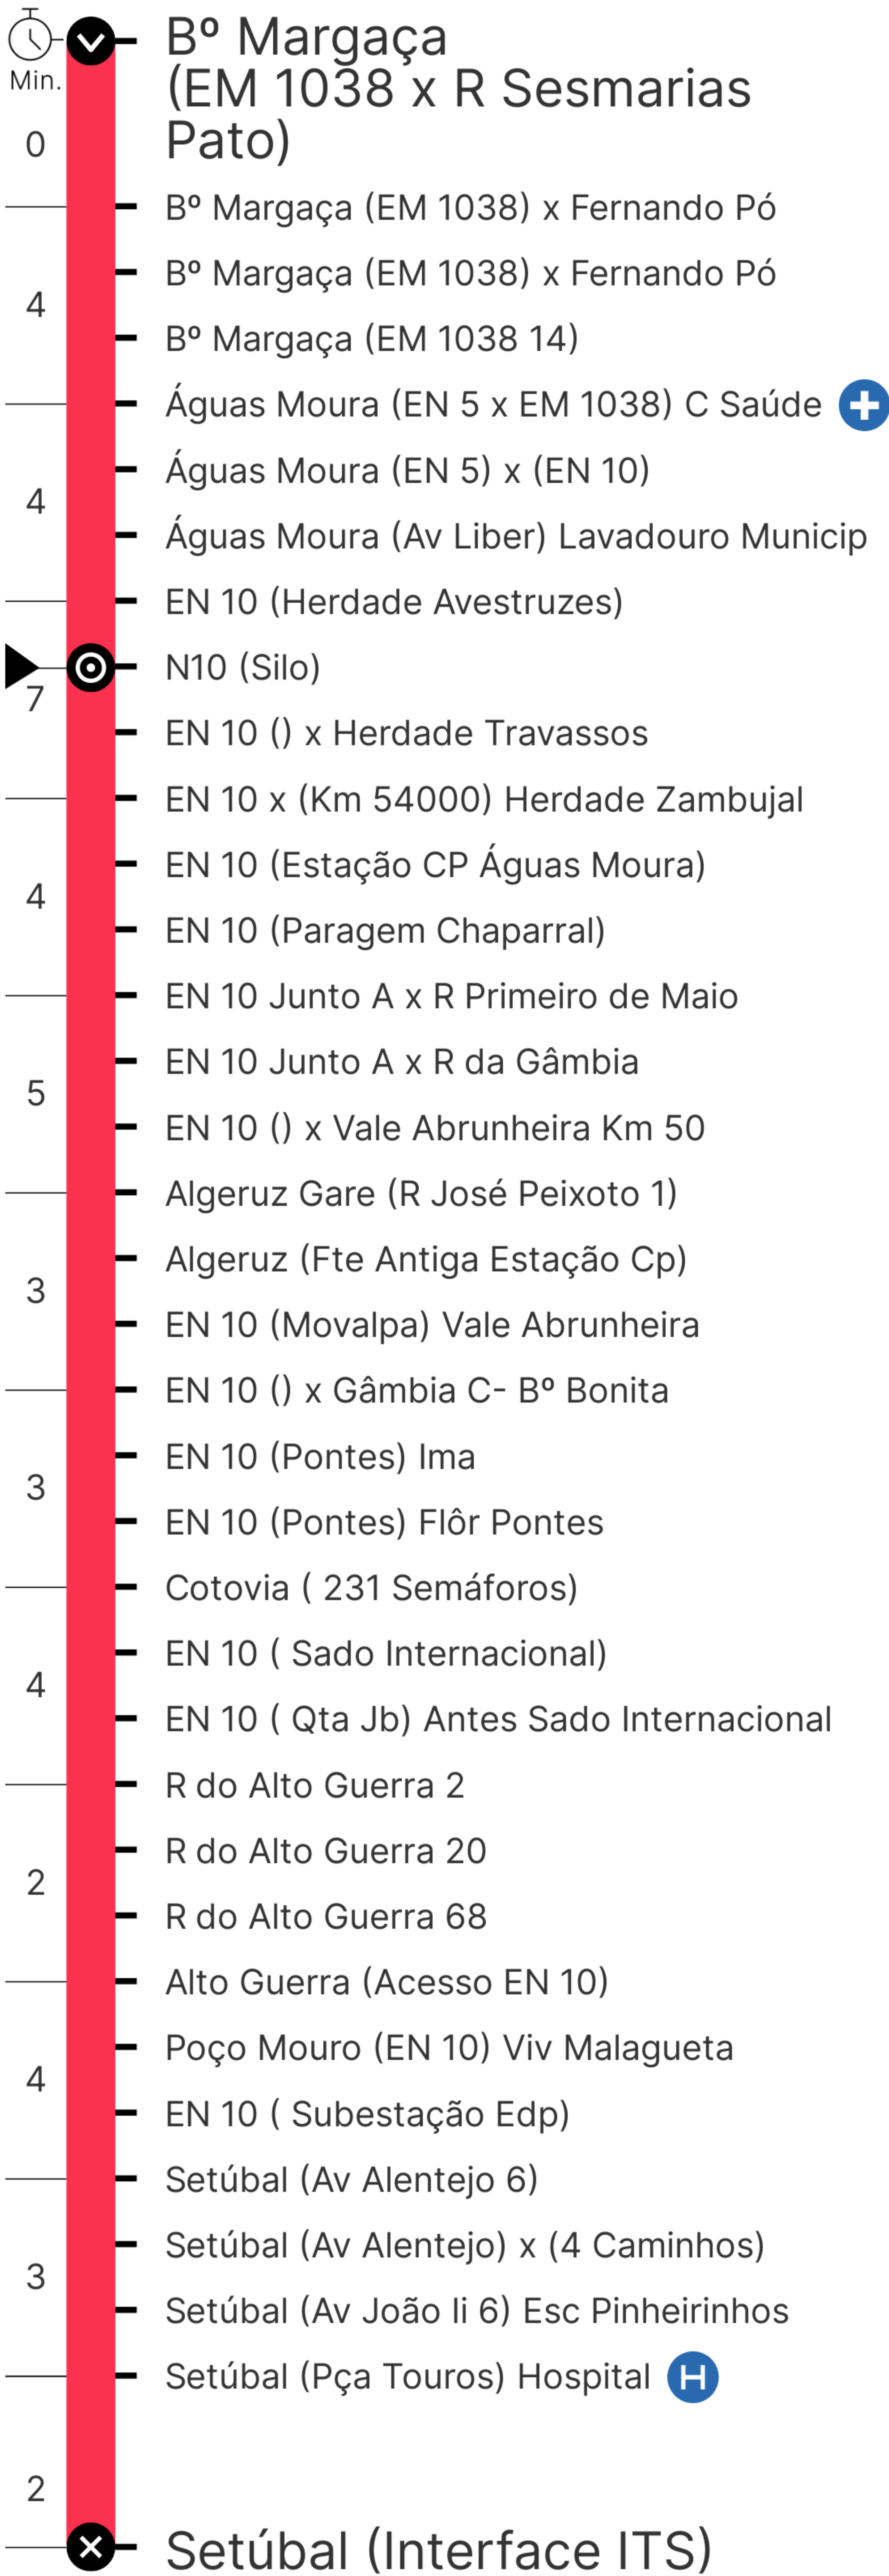 Bº Margaça
(EM 1038 x R Sesmarias
Pato)
Min.
0
Bº Margaça (EM 1038) x Fernando Pó
Bº Margaça (EM 1038) x Fernando Pó
4
Bº Margaça (EM 1038 14)
Águas Moura (EN 5 x EM 1038) C Saúde
Águas Moura (EN 5) x (EN 10)
4
Águas Moura (Av Liber) Lavadouro Municip
EN 10 (Herdade Avestruzes)
N10 (Silo)
7
EN 10 () x Herdade Travassos
EN 10 x (Km 54000) Herdade Zambujal
EN 10 (Estação CP Águas Moura)
4
EN 10 (Paragem Chaparral)
EN 10 Junto A x R Primeiro de Maio
EN 10 Junto A x R da Gâmbia
5
EN 10 () x Vale Abrunheira Km 50
Algeruz Gare (R José Peixoto 1)
Algeruz (Fte Antiga Estação Cp)
3
EN 10 (Movalpa) Vale Abrunheira
EN 10 () x Gâmbia C- Bº Bonita
EN 10 (Pontes) Ima
3
EN 10 (Pontes) Flôr Pontes
Cotovia ( 231 Semáforos)
EN 10 ( Sado Internacional)
4
EN 10 ( Qta Jb) Antes Sado Internacional
R do Alto Guerra 2
R do Alto Guerra 20
2
R do Alto Guerra 68
Alto Guerra (Acesso EN 10)
Poço Mouro (EN 10) Viv Malagueta
4
EN 10 ( Subestação Edp)
Setúbal (Av Alentejo 6)
Setúbal (Av Alentejo) x (4 Caminhos)
3
Setúbal (Av João Ii 6) Esc Pinheirinhos
Setúbal (Pça Touros) Hospital H
2
Setúbal (Interface ITS)